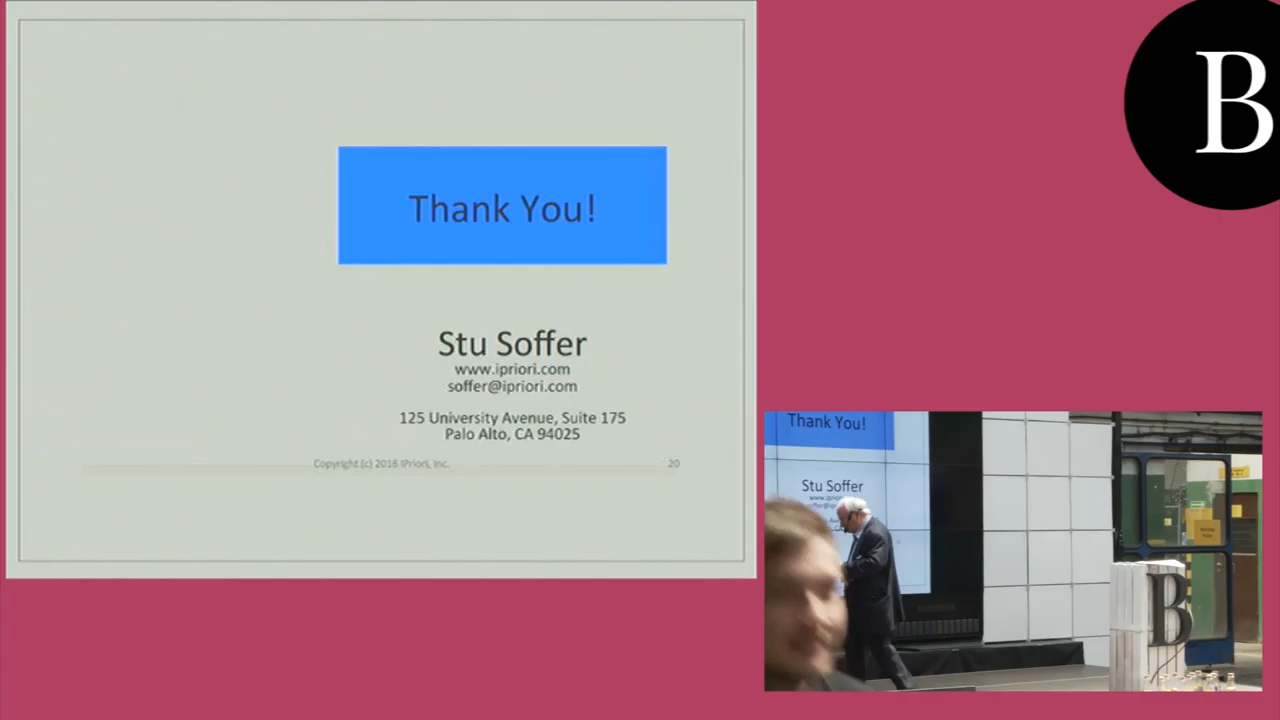 B
Thank You!
Stu Soffer
www.ipriori.com
soffer@ipriori.com
125 University Avenue, Suite 175
Palo Alto, CA 94025
Copyright (c) 2016 IPriori, Inc.
20
Thank You!
Stu Soffer
B